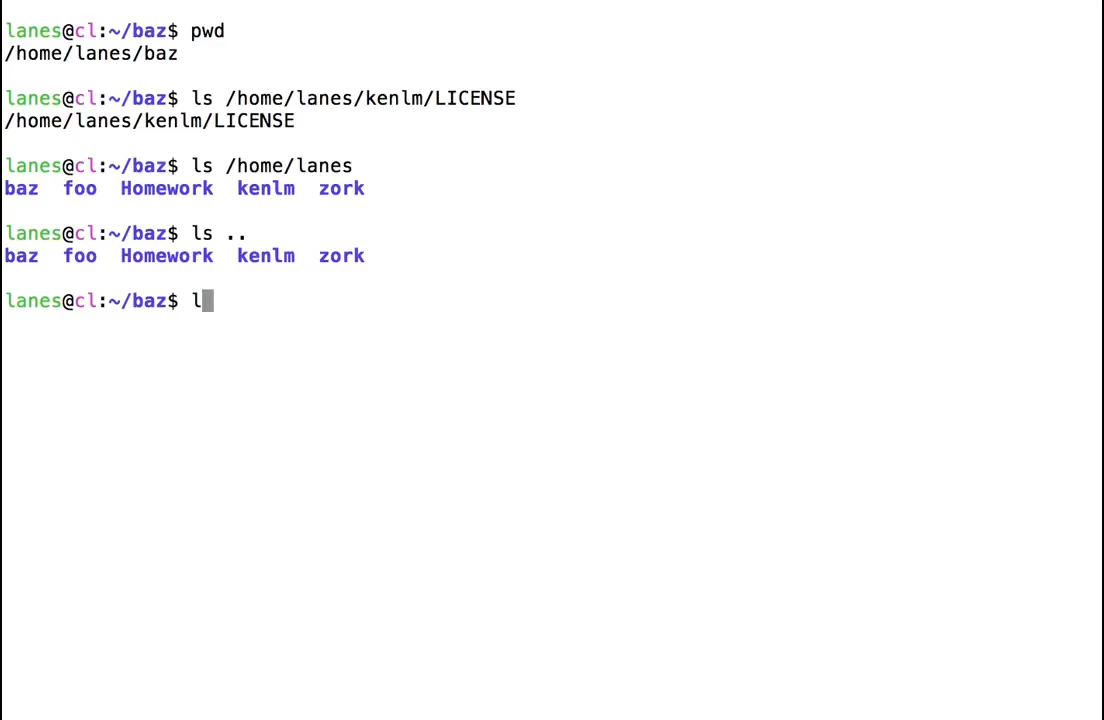 lanes@cl:~/baz$ pwd
/home/lanes/baz
lanes@cl:~/baz$ ls /home/lanes/kenlm/LICENSE
/home/lanes/kenlm/LICENSE
lanes@cl:~/baz$ ls /home/lanes
baz  foo  Homework  kenlm  zork
lanes@cl:~/baz$ ls ..
baz  foo  Homework  kenlm  zork
lanes@cl:~/baz$ l